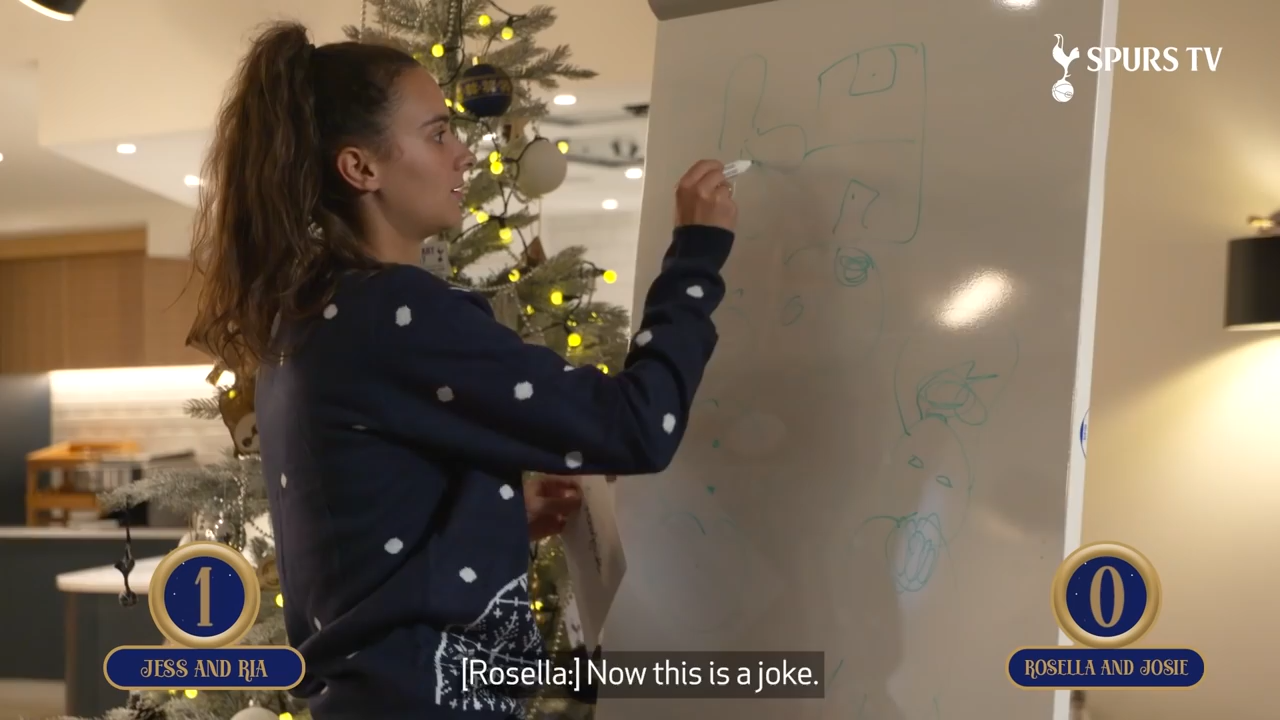 SPURS TV
1
JESS AND RIA
0
ROSELLA AND JOSIE
[Rosella:] Now this is a joke.